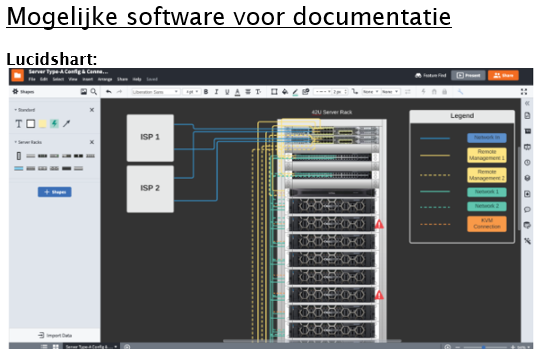 Mogelijke software voor documentatie
Lucidshart:
Server Type A Config & Conne...
File Edit Select View Insert Arrange Share Help Saved
Feature Find
Present
Share
Shapes
Liberation Sans
Standard
Server Racks
+ Shapes
Import Data
42U Server Rack
ISP 1
ISP 2
Legend
Network In
Remote
Management 1
Remote
Management 2
Network 1
Network 2
KVM
Connection
Server Type A Config & ...